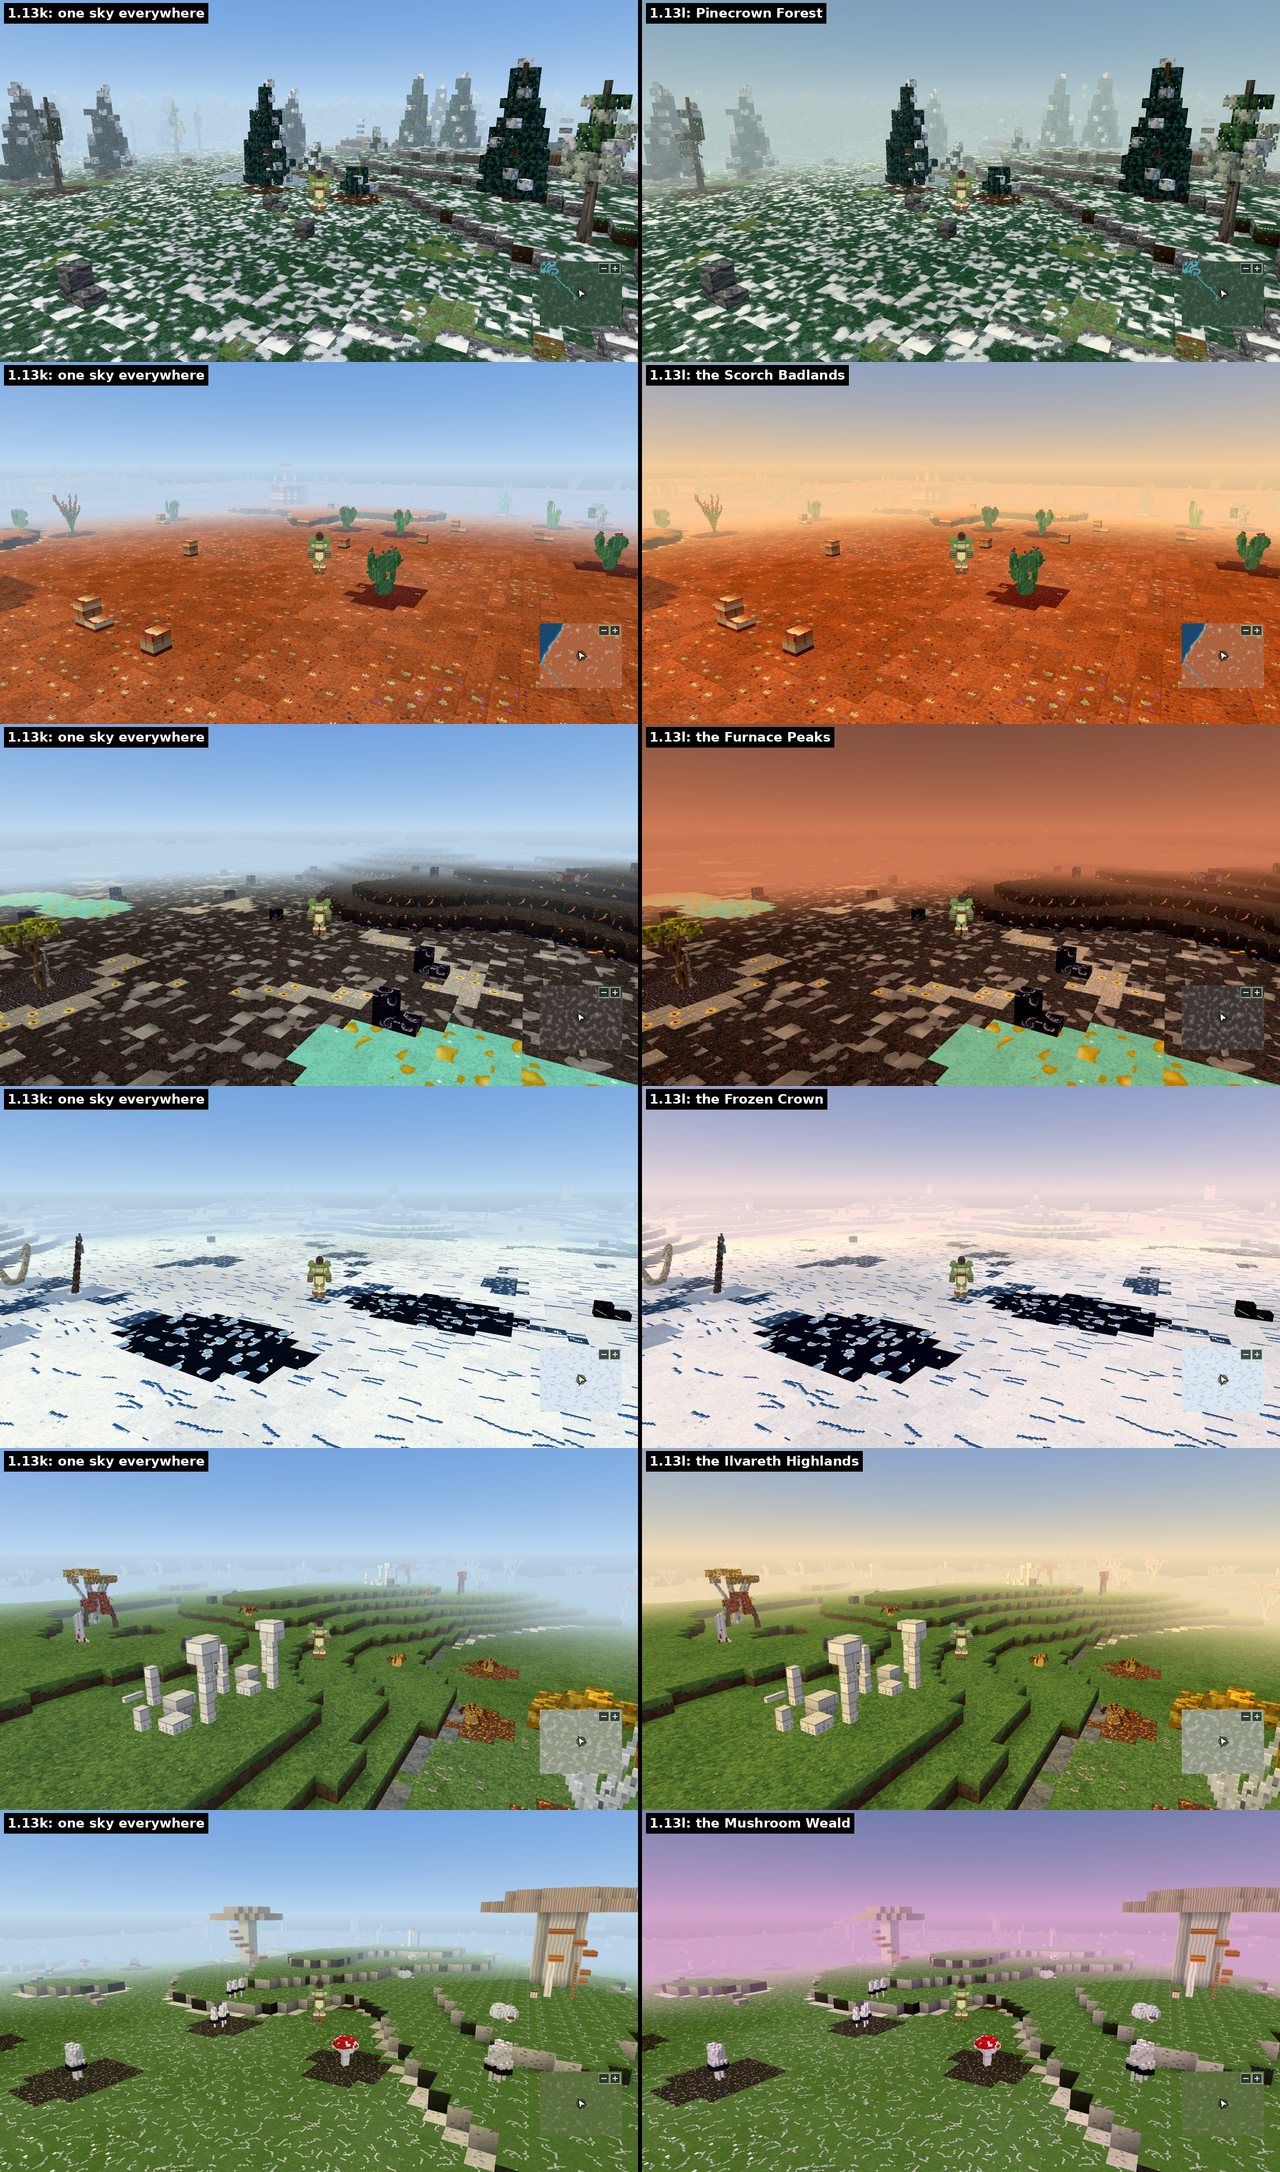 1.13k: one sky everywhere
1.13l: Pinecrown Forest
1.13k: one sky everywhere
1.13l: the Scorch Badlands
1.13k: one sky everywhere
1.13l: the Furnace Peaks
1.13k: one sky everywhere
1.13l: the Frozen Crown
1.13k: one sky everywhere
1.13l: the Ilvareth Highlands
1.13k: one sky everywhere
1.13l: the Mushroom Weald